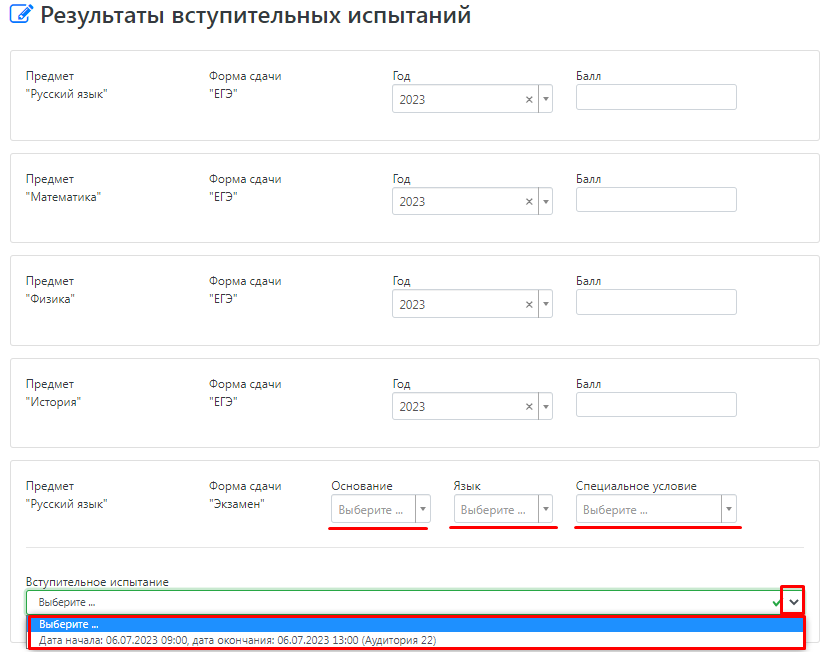 Результаты вступительных испытаний
Предмет Форма сдачи Год Балл
"Русский язык" "ЕГЭ" 2023 ×
Предмет Форма сдачи Год Балл
"Математика" "ЕГЭ" 2023 ×
Предмет Форма сдачи Год Балл
"Физика" "ЕГЭ" 2023 ×
Предмет Форма сдачи Год Балл
"История" "ЕГЭ" 2023 ×
Предмет Форма сдачи Основание Язык Специальное условие
"Русский язык" "Экзамен" Выберите ... Выберите ... Выберите ...
Вступительное испытание
Выберите ...
Выберите ...
Дата начала: 06.07.2023 09:00, дата окончания: 06.07.2023 13:00 (Аудитория 22)